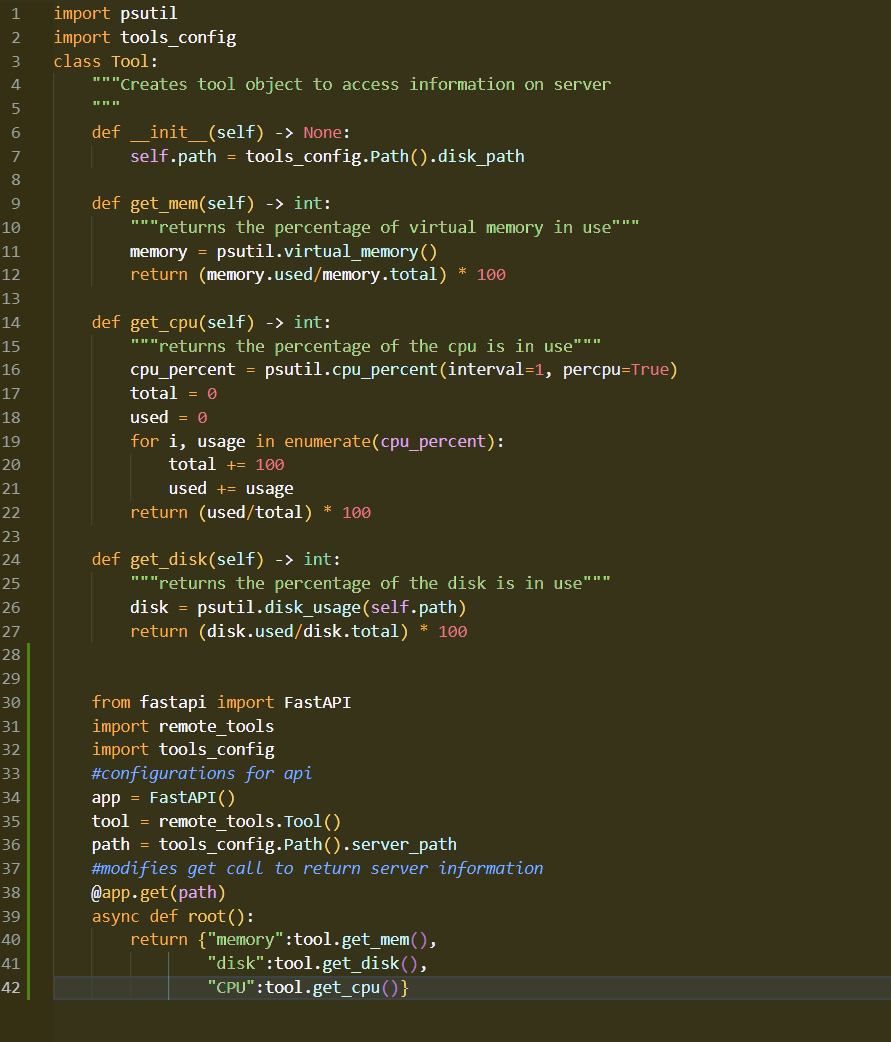 1 import psutil
2 import tools_config
3 class Tool:
4     """Creates tool object to access information on server
5     """
6     def __init__(self) -> None:
7         self.path = tools_config.Path().disk_path
8
9     def get_mem(self) -> int:
10         """returns the percentage of virtual memory in use"""
11         memory = psutil.virtual_memory()
12         return (memory.used/memory.total) * 100
13
14     def get_cpu(self) -> int:
15         """returns the percentage of the cpu is in use"""
16         cpu_percent = psutil.cpu_percent(interval=1, percpu=True)
17         total = 0
18         used = 0
19         for i, usage in enumerate(cpu_percent):
20             total += 100
21             used += usage
22         return (used/total) * 100
23
24     def get_disk(self) -> int:
25         """returns the percentage of the disk is in use"""
26         disk = psutil.disk_usage(self.path)
27         return (disk.used/disk.total) * 100
28
29
30     from fastapi import FastAPI
31     import remote_tools
32     import tools_config
33     #configurations for api
34     app = FastAPI()
35     tool = remote_tools.Tool()
36     path = tools_config.Path().server_path
37     #modifies get call to return server information
38     @app.get(path)
39     async def root():
40         return {"memory":tool.get_mem(),
41                 "disk":tool.get_disk(),
42                 "CPU":tool.get_cpu()}